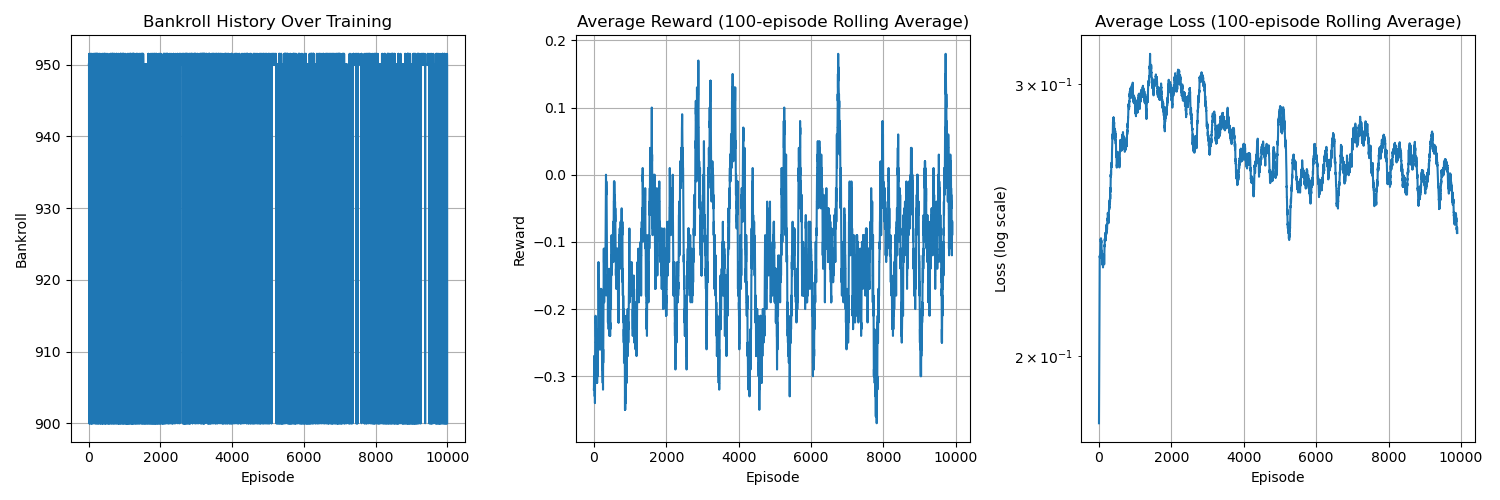 Bankroll History Over Training
950
940
930
920
910
900
Bankroll
0 2000 4000 6000 8000 10000
Episode
Average Reward (100-episode Rolling Average)
0.2
0.1
0.0
−0.1
−0.2
−0.3
Reward
0 2000 4000 6000 8000 10000
Episode
Average Loss (100-episode Rolling Average)
3 × 10⁻¹
2 × 10⁻¹
Loss (log scale)
0 2000 4000 6000 8000 10000
Episode